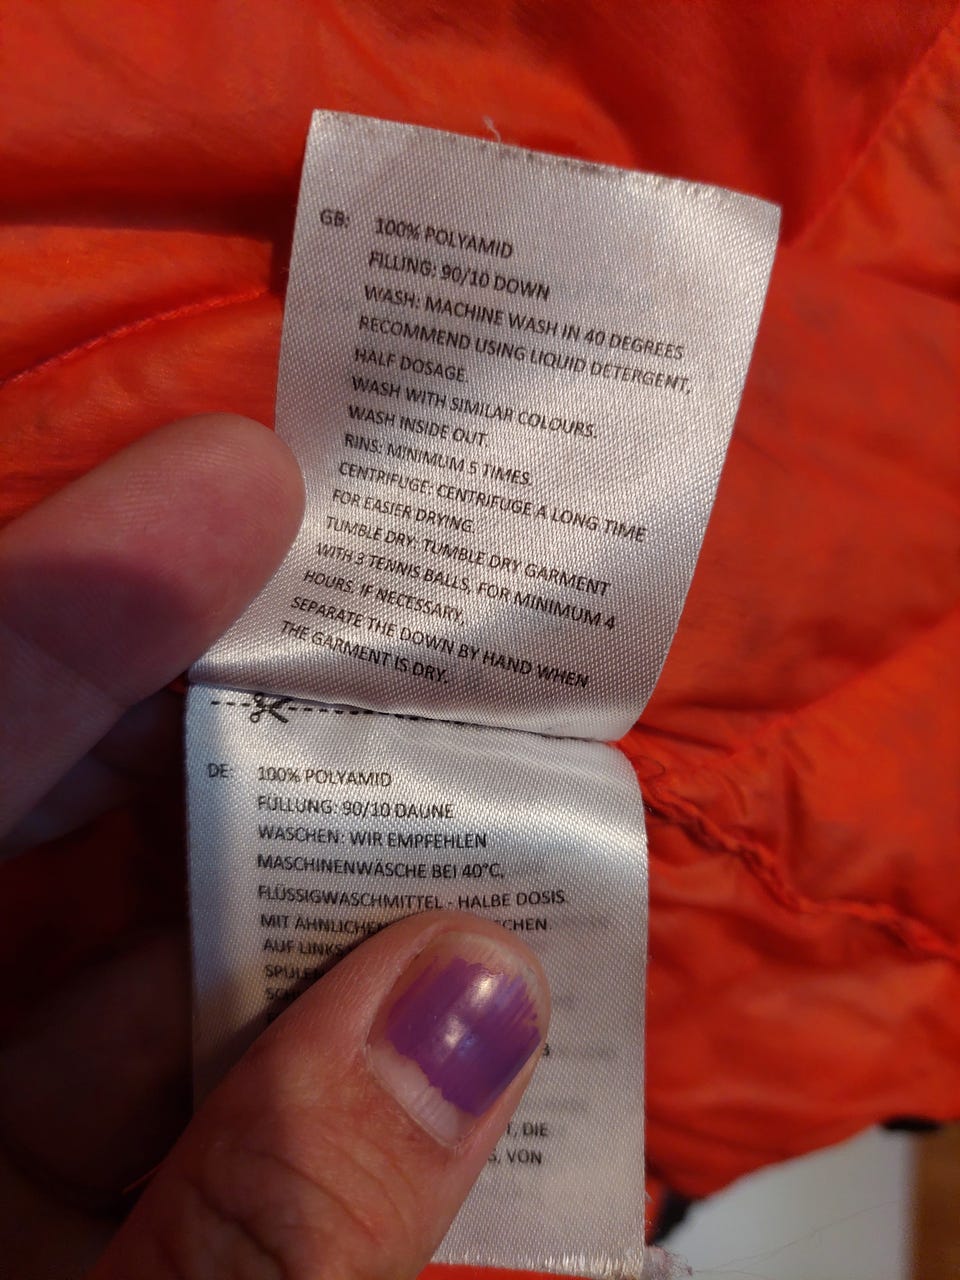 GB: 100% POLYAMID
FILLING: 90/10 DOWN
WASH: MACHINE WASH IN 40 DEGREES
RECOMMEND USING LIQUID DETERGENT,
HALF DOSAGE.
WASH WITH SIMILAR COLOURS.
WASH INSIDE OUT.
RINS: MINIMUM 5 TIMES.
CENTRIFUGE: CENTRIFUGE A LONG TIME
FOR EASIER DRYING.
TUMBLE DRY: TUMBLE DRY GARMENT
WITH 3 TENNIS BALLS, FOR MINIMUM 4
HOURS. IF NECESSARY,
SEPARATE THE DOWN BY HAND WHEN
THE GARMENT IS DRY.
DE: 100% POLYAMID
FÜLLUNG: 90/10 DAUNE
WASCHEN: WIR EMPFEHLEN
MASCHINENWÄSCHE BEI 40°C,
FLÜSSIGWASCHMITTEL - HALBE DOSIS
MIT ÄHNLICHEN
AUF LINKS
DIE
VON